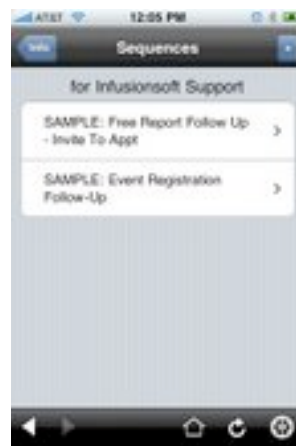 AT&T 12:05 PM
Info Sequences +
for Infusionsoft Support
SAMPLE: Free Report Follow Up
- Invite To Appt
SAMPLE: Event Registration
Follow-Up